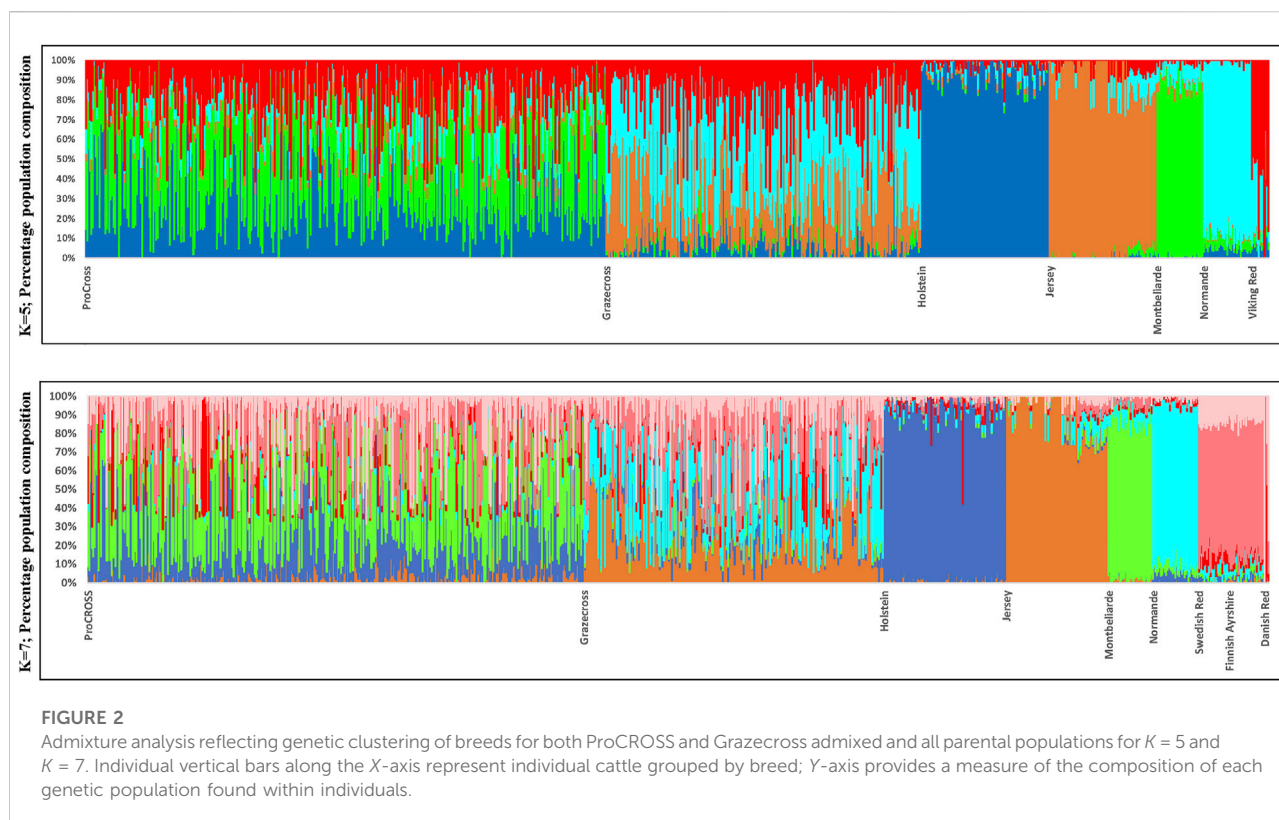 K=5; Percentage population composition
100%
90%
80%
70%
60%
50%
40%
30%
20%
10%
0%
ProCross
Grazecross
Holstein
Jersey
Montbeliarde
Normande
Viking Red
K=7; Percentage population composition
100%
90%
80%
70%
60%
50%
40%
30%
20%
10%
0%
ProCROSS
Grazecross
Holstein
Jersey
Montbeliarde
Normande
Swedish Red
Finnish Ayrshire
Danish Red
FIGURE 2
Admixture analysis reflecting genetic clustering of breeds for both ProCROSS and Grazecross admixed and all parental populations for K = 5 and
K = 7. Individual vertical bars along the X-axis represent individual cattle grouped by breed; Y-axis provides a measure of the composition of each
genetic population found within individuals.